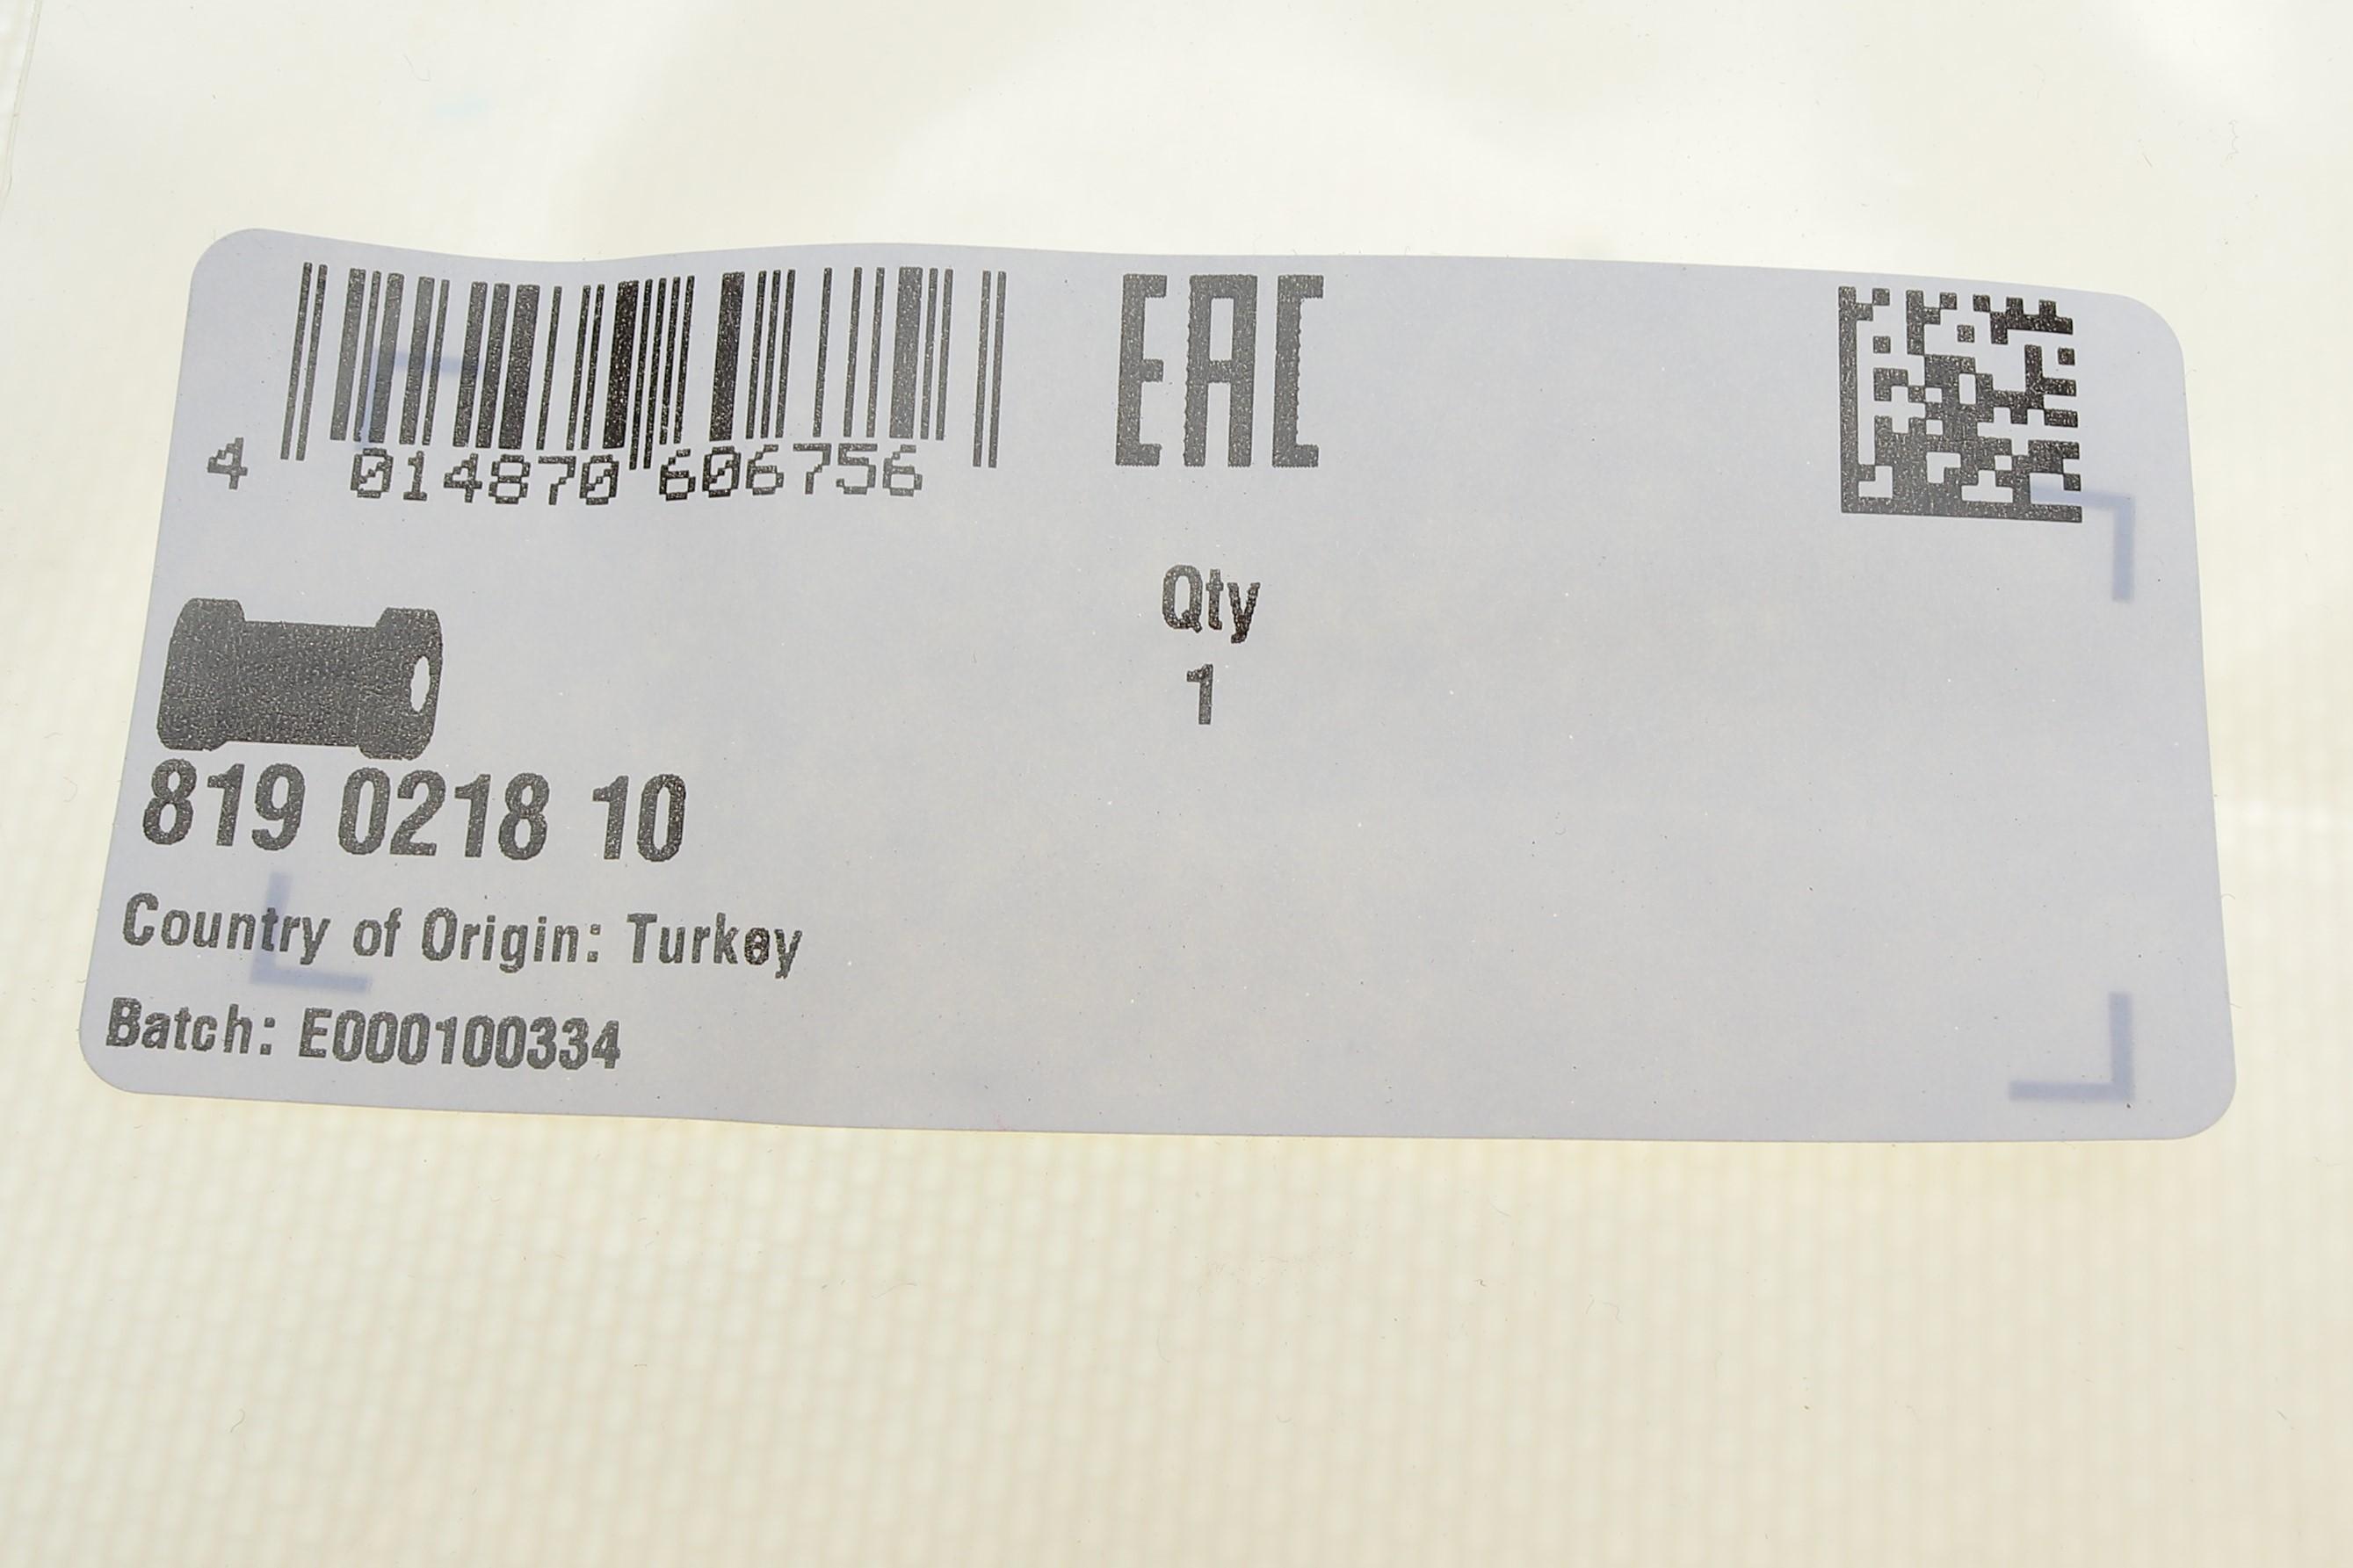 4 014870 606756
EAC
Qty
1
819 0218 10
Country of Origin: Turkey
Batch: E000100334